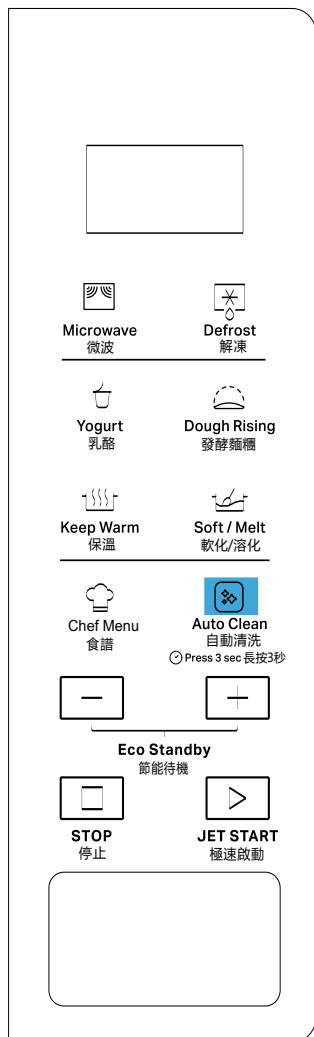 Microwave
微波
Defrost
解凍
Yogurt
乳酪
Dough Rising
發酵麵糰
Keep Warm
保溫
Soft / Melt
軟化/溶化
Chef Menu
食譜
Auto Clean
自動清洗
Press 3 sec 長按3秒
Eco Standby
節能待機
STOP
停止
JET START
極速啟動